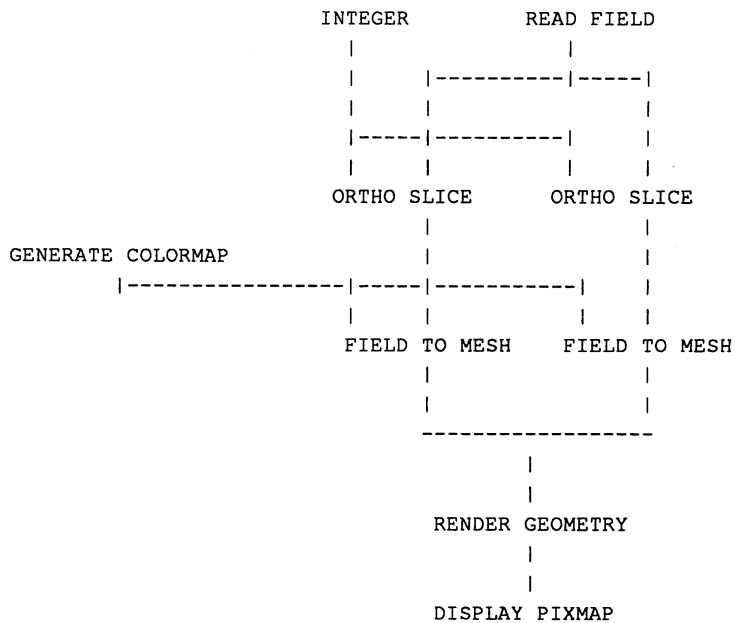 INTEGER READ FIELD
ORTHO SLICE ORTHO SLICE
GENERATE COLORMAP
FIELD TO MESH FIELD TO MESH
RENDER GEOMETRY
DISPLAY PIXMAP